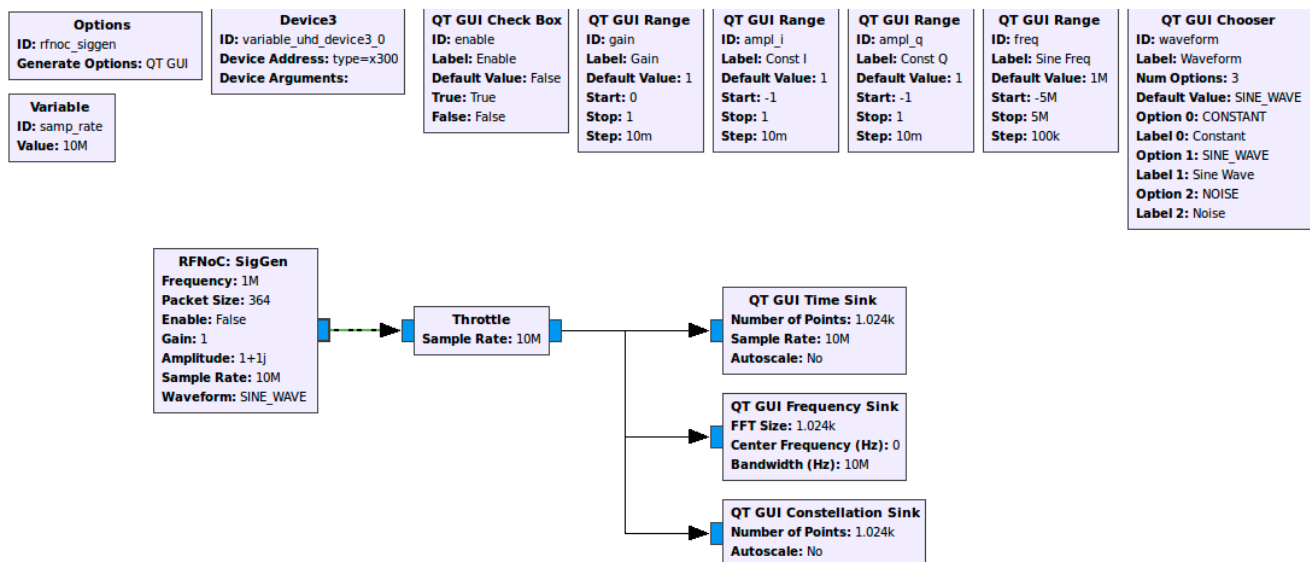 Options
ID: rfnoc_siggen
Generate Options: QT GUI
Variable
ID: samp_rate
Value: 10M
Device3
ID: variable_uhd_device3_0
Device Address: type=x300
Device Arguments:
QT GUI Check Box
ID: enable
Label: Enable
Default Value: False
True: True
False: False
QT GUI Range
ID: gain
Label: Gain
Default Value: 1
Start: 0
Stop: 1
Step: 10m
QT GUI Range
ID: ampl_i
Label: Const I
Default Value: 1
Start: -1
Stop: 1
Step: 10m
QT GUI Range
ID: ampl_q
Label: Const Q
Default Value: 1
Start: -1
Stop: 1
Step: 10m
QT GUI Range
ID: freq
Label: Sine Freq
Default Value: 1M
Start: -5M
Stop: 5M
Step: 100k
QT GUI Chooser
ID: waveform
Label: Waveform
Num Options: 3
Default Value: SINE_WAVE
Option 0: CONSTANT
Label 0: Constant
Option 1: SINE_WAVE
Label 1: Sine Wave
Option 2: NOISE
Label 2: Noise
RFNoC: SigGen
Frequency: 1M
Packet Size: 364
Enable: False
Gain: 1
Amplitude: 1+1j
Sample Rate: 10M
Waveform: SINE_WAVE
Throttle
Sample Rate: 10M
QT GUI Time Sink
Number of Points: 1.024k
Sample Rate: 10M
Autoscale: No
QT GUI Frequency Sink
FFT Size: 1.024k
Center Frequency (Hz): 0
Bandwidth (Hz): 10M
QT GUI Constellation Sink
Number of Points: 1.024k
Autoscale: No